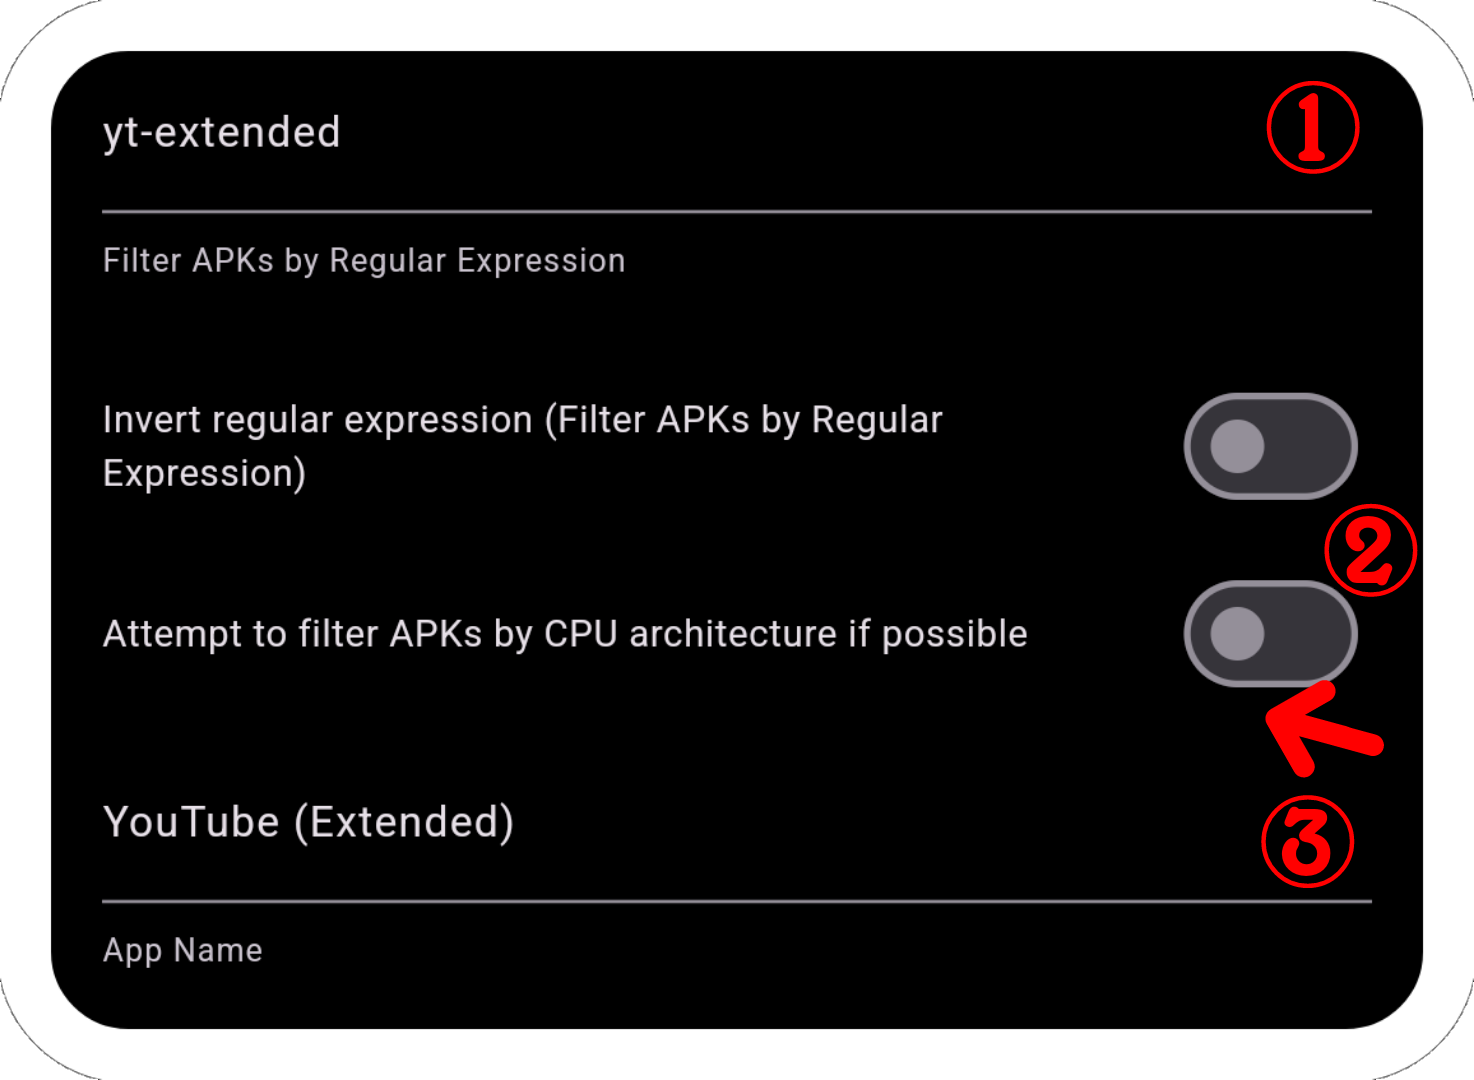 yt-extended ①
Filter APKs by Regular Expression
Invert regular expression (Filter APKs by Regular
Expression)
②
Attempt to filter APKs by CPU architecture if possible
YouTube (Extended) ③
App Name